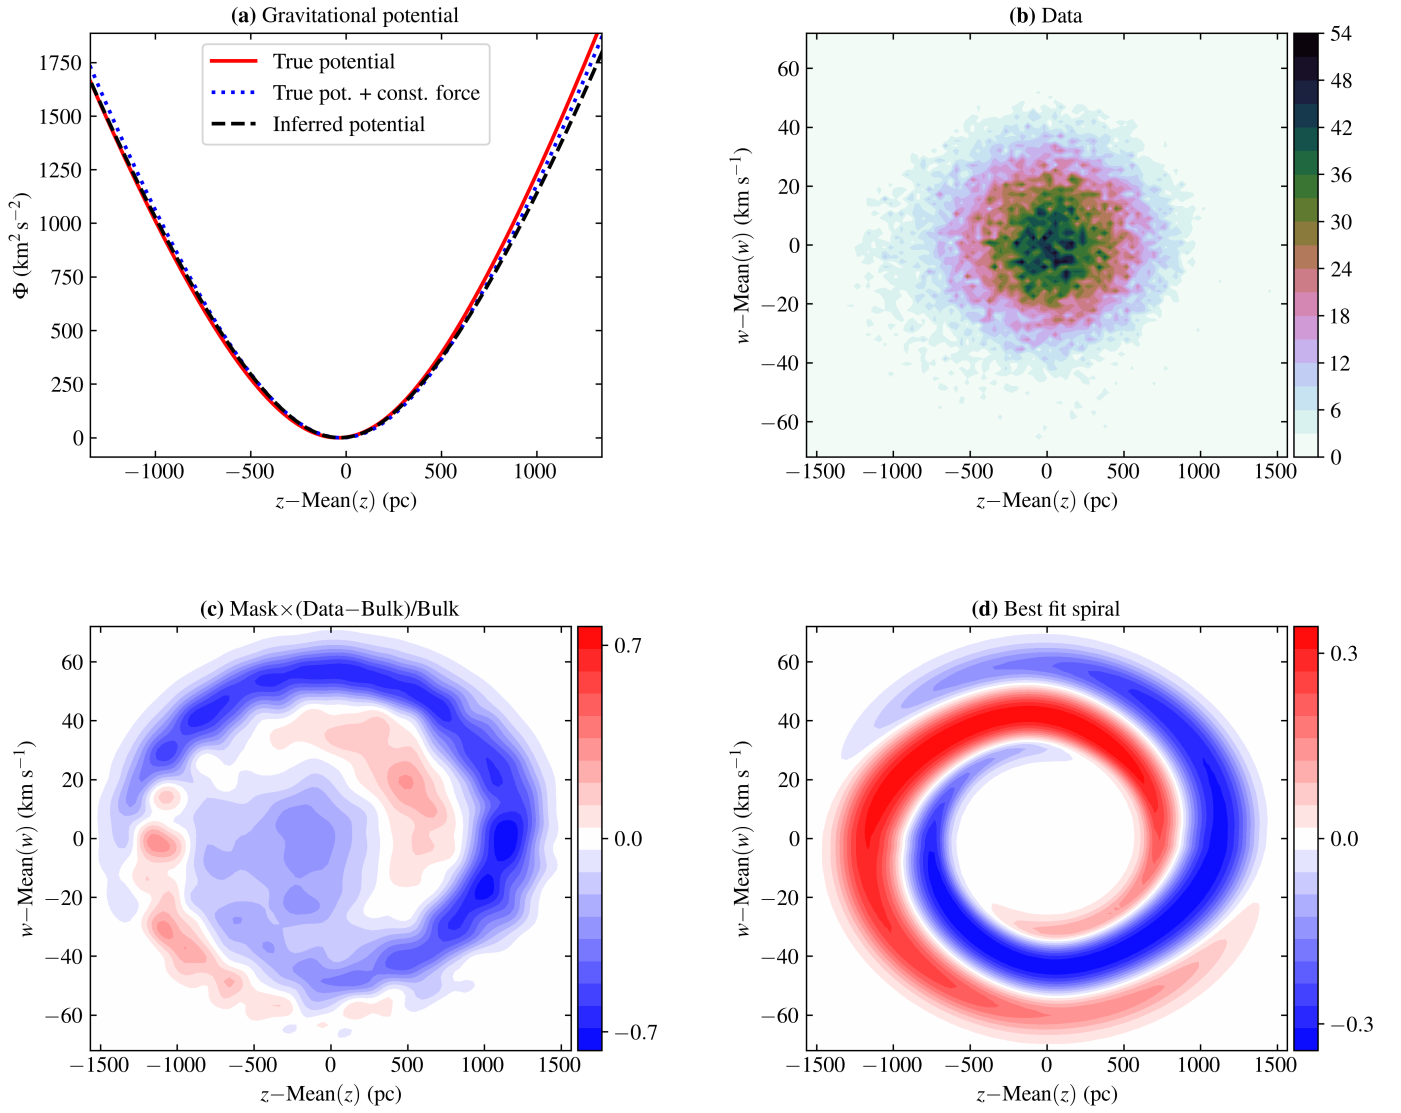 (a) Gravitational potential
True potential
True pot. + const. force
Inferred potential
1750
1500
1250
1000
750
500
250
0
Φ (km² s⁻²)
−1000 −500 0 500 1000
z−Mean(z) (pc)
(b) Data
60
40
20
0
−20
−40
−60
w−Mean(w) (km s⁻¹)
−1500 −1000 −500 0 500 1000 1500
z−Mean(z) (pc)
54
48
42
36
30
24
18
12
6
0
(c) Mask×(Data−Bulk)/Bulk
60
40
20
0
−20
−40
−60
w−Mean(w) (km s⁻¹)
−1500 −1000 −500 0 500 1000 1500
z−Mean(z) (pc)
0.7
0.0
−0.7
(d) Best fit spiral
60
40
20
0
−20
−40
−60
w−Mean(w) (km s⁻¹)
−1500 −1000 −500 0 500 1000 1500
z−Mean(z) (pc)
0.3
0.0
−0.3